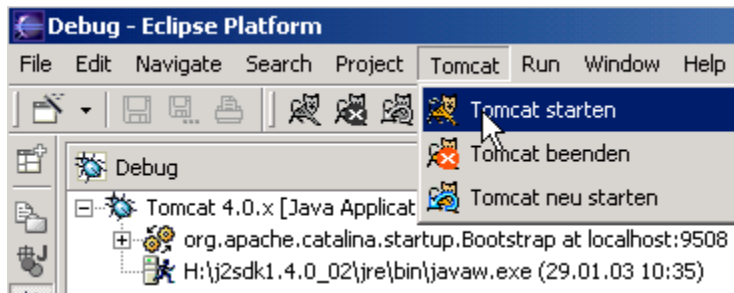 Debug - Eclipse Platform
File Edit Navigate Search Project Tomcat Run Window Help
Tomcat starten
Tomcat beenden
Tomcat neu starten
Debug
Tomcat 4.0.x [Java Applicat
org.apache.catalina.startup.Bootstrap at localhost:9508
H:\j2sdk1.4.0_02\jre\bin\javaw.exe (29.01.03 10:35)